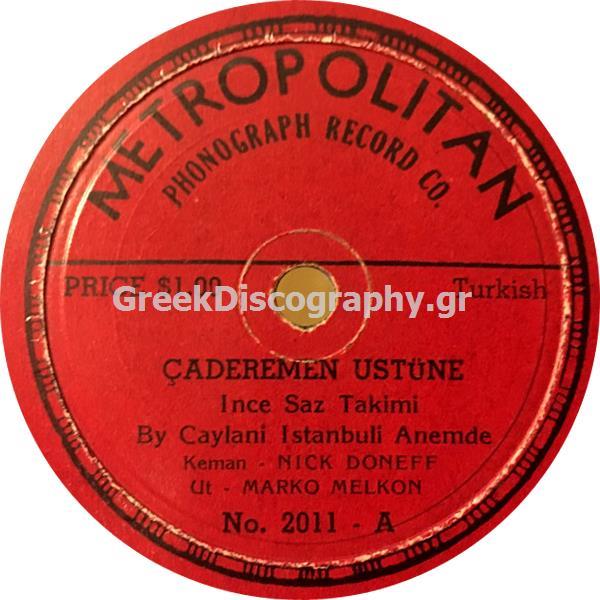 METROPOLITAN
PHONOGRAPH RECORD CO.
PRICE $1.00 Turkish
GreekDiscography.gr
ÇADEREMEN USTÜNE
Ince Saz Takimi
By Caylani Istanbuli Anemde
Keman - NICK DONEFF
Ut - MARKO MELKON
No. 2011 - A